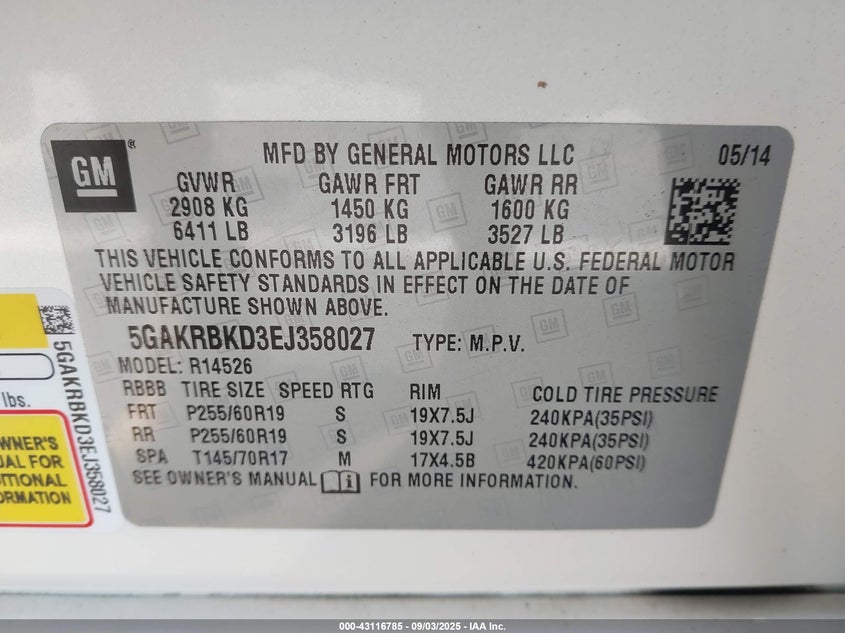 GM
®
MFD BY GENERAL MOTORS LLC 05/14
GVWR GAWR FRT GAWR RR
2908 KG 1450 KG 1600 KG
6411 LB 3196 LB 3527 LB
THIS VEHICLE CONFORMS TO ALL APPLICABLE U.S. FEDERAL MOTOR
VEHICLE SAFETY STANDARDS IN EFFECT ON THE DATE OF
MANUFACTURE SHOWN ABOVE.
5GAKRBKD3EJ358027 TYPE: M.P.V.
MODEL: R14526
RBBB TIRE SIZE SPEED RTG RIM COLD TIRE PRESSURE
FRT P255/60R19 S 19X7.5J 240KPA(35PSI)
RR P255/60R19 S 19X7.5J 240KPA(35PSI)
SPA T145/70R17 M 17X4.5B 420KPA(60PSI)
SEE OWNER'S MANUAL FOR MORE INFORMATION.
5GAKRBKD3EJ358027
lbs.
WNER'S
UAL FOR
ITIONAL
ORMATION
000-43116785 - 09/03/2025 - IAA Inc.